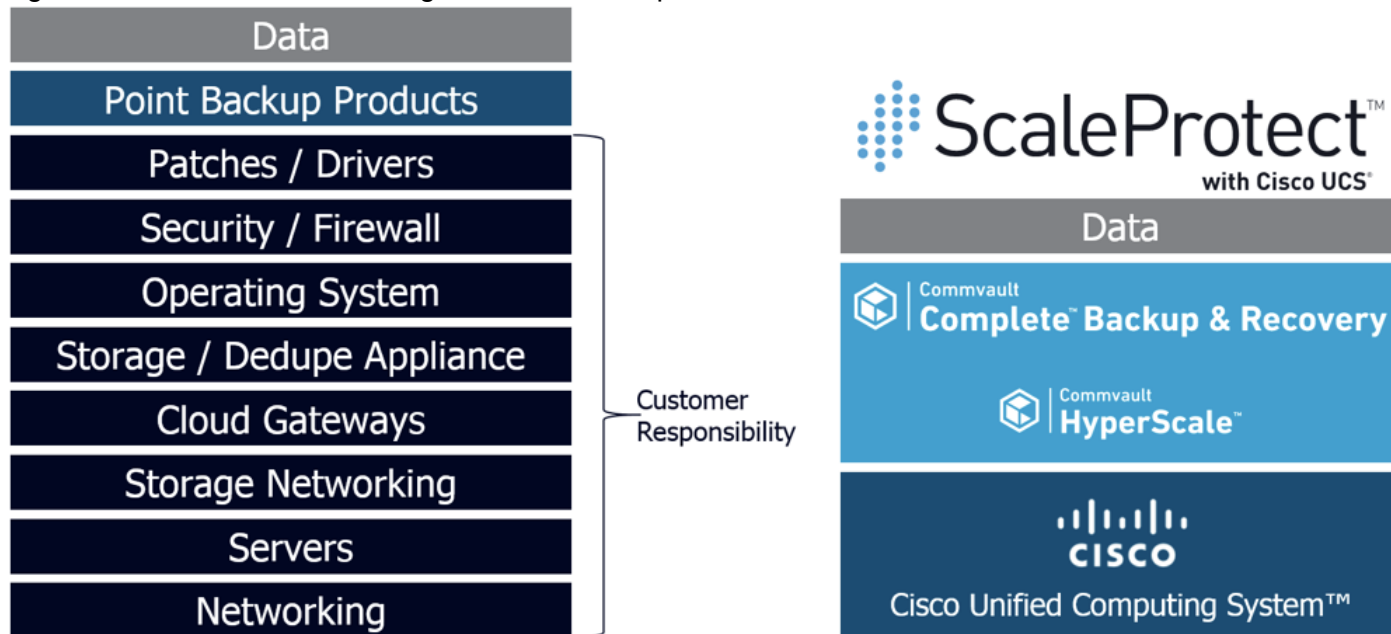 Data
Point Backup Products
Patches / Drivers
Security / Firewall
Operating System
Storage / Dedupe Appliance
Cloud Gateways
Storage Networking
Servers
Networking
Customer
Responsibility
ScaleProtect™
with Cisco UCS®
Data
Commvault
Complete™ Backup & Recovery
Commvault
HyperScale™
CISCO
Cisco Unified Computing System™